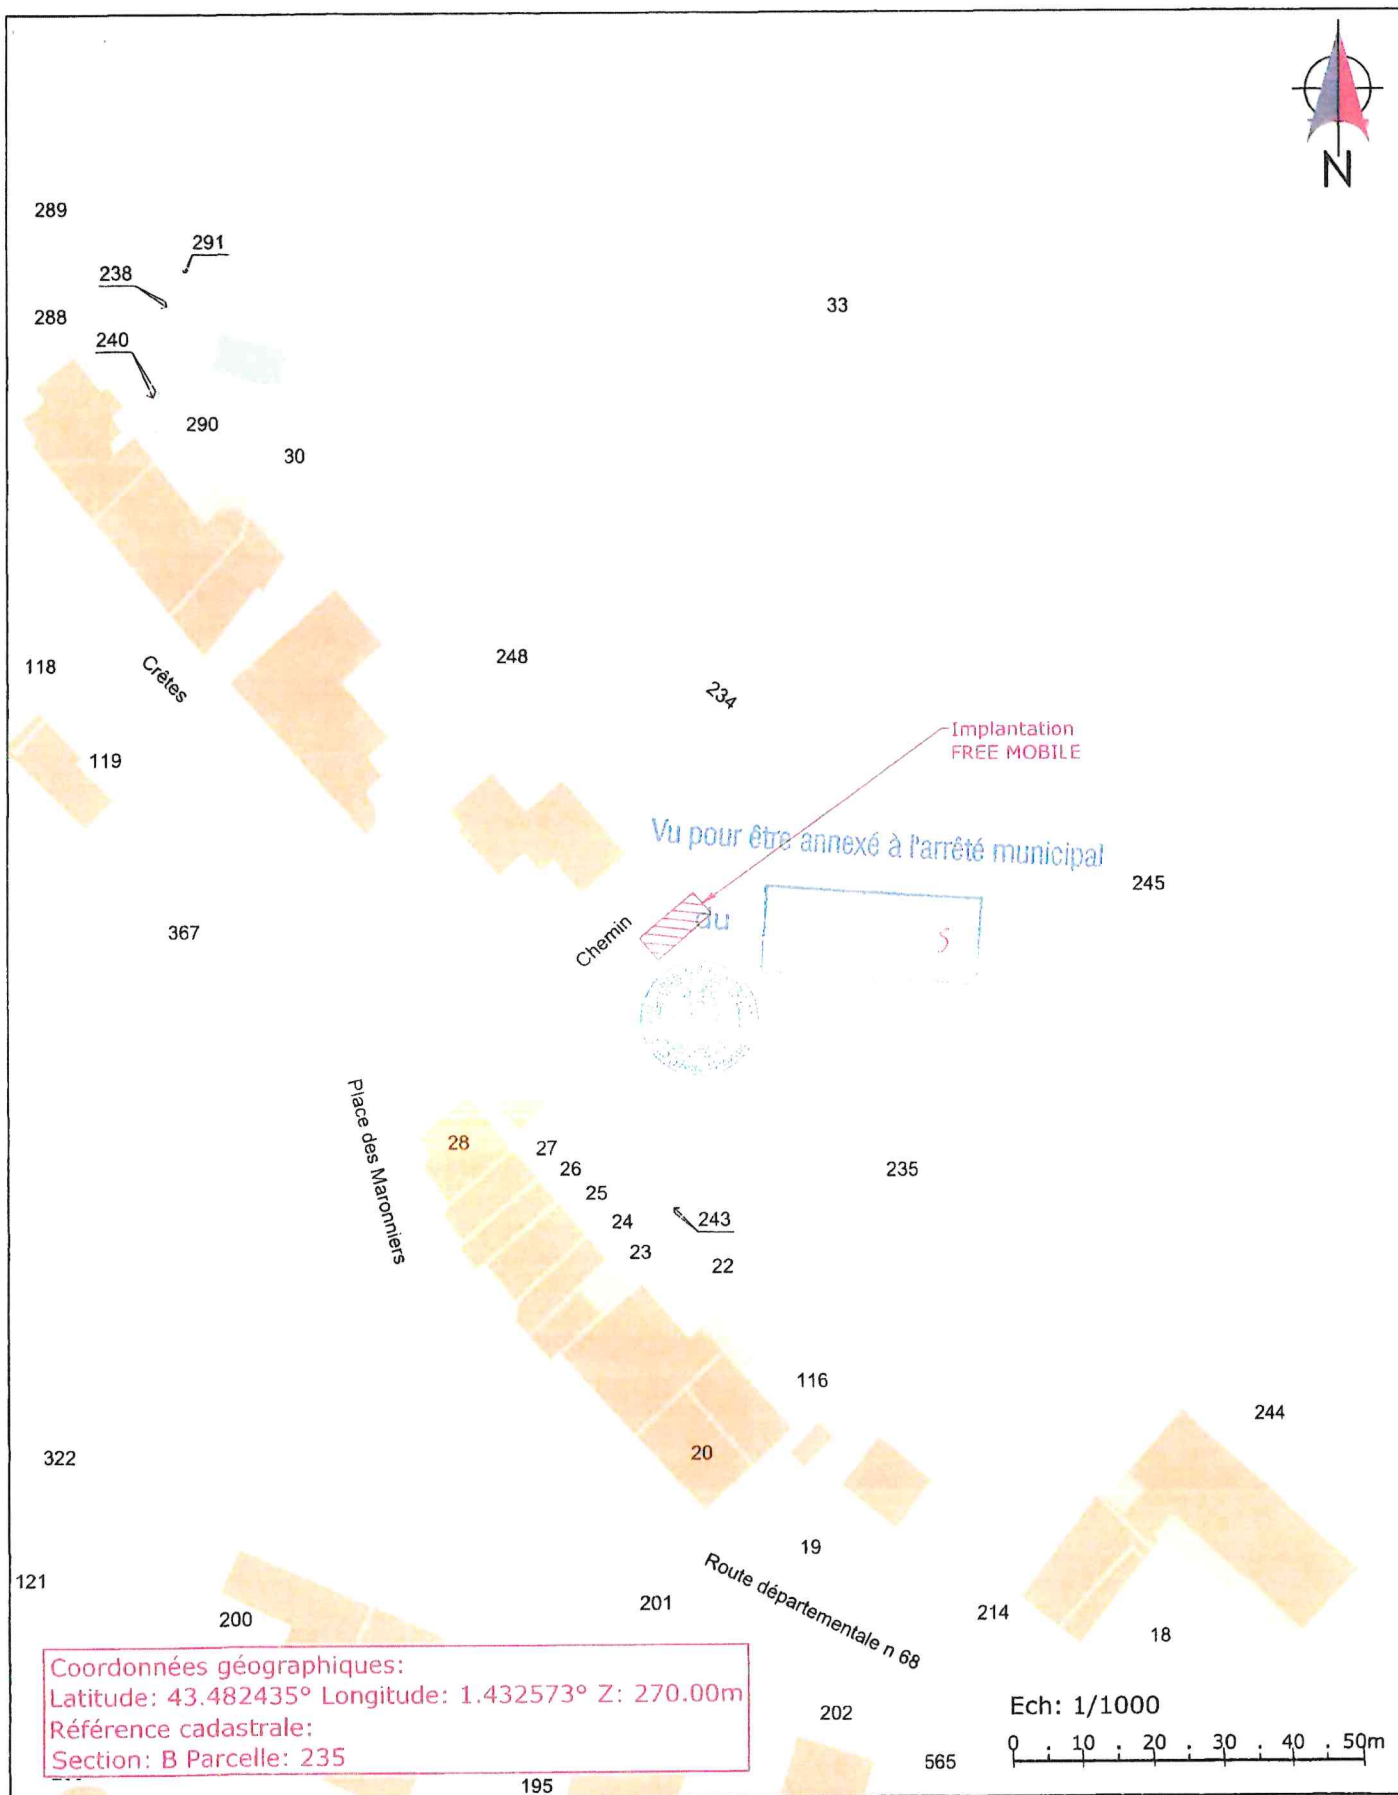 N
289
291
238
288
33
240
290
30
118
Crêtes
248
234
119
Implantation
FREE MOBILE
Vu pour être annexé à l'arrêté municipal
245
367
Chemin
du
5
Place des Maronniers
28
27
26
25
24
23
243
22
235
116
244
322
20
19
121
200
201
Route départementale n 68
214
18
Coordonnées géographiques:
Latitude: 43.482435° Longitude: 1.432573° Z: 270.00m
Référence cadastrale:
Section: B Parcelle: 235
202
Ech: 1/1000
0 10 20 30 40 50m
565
195